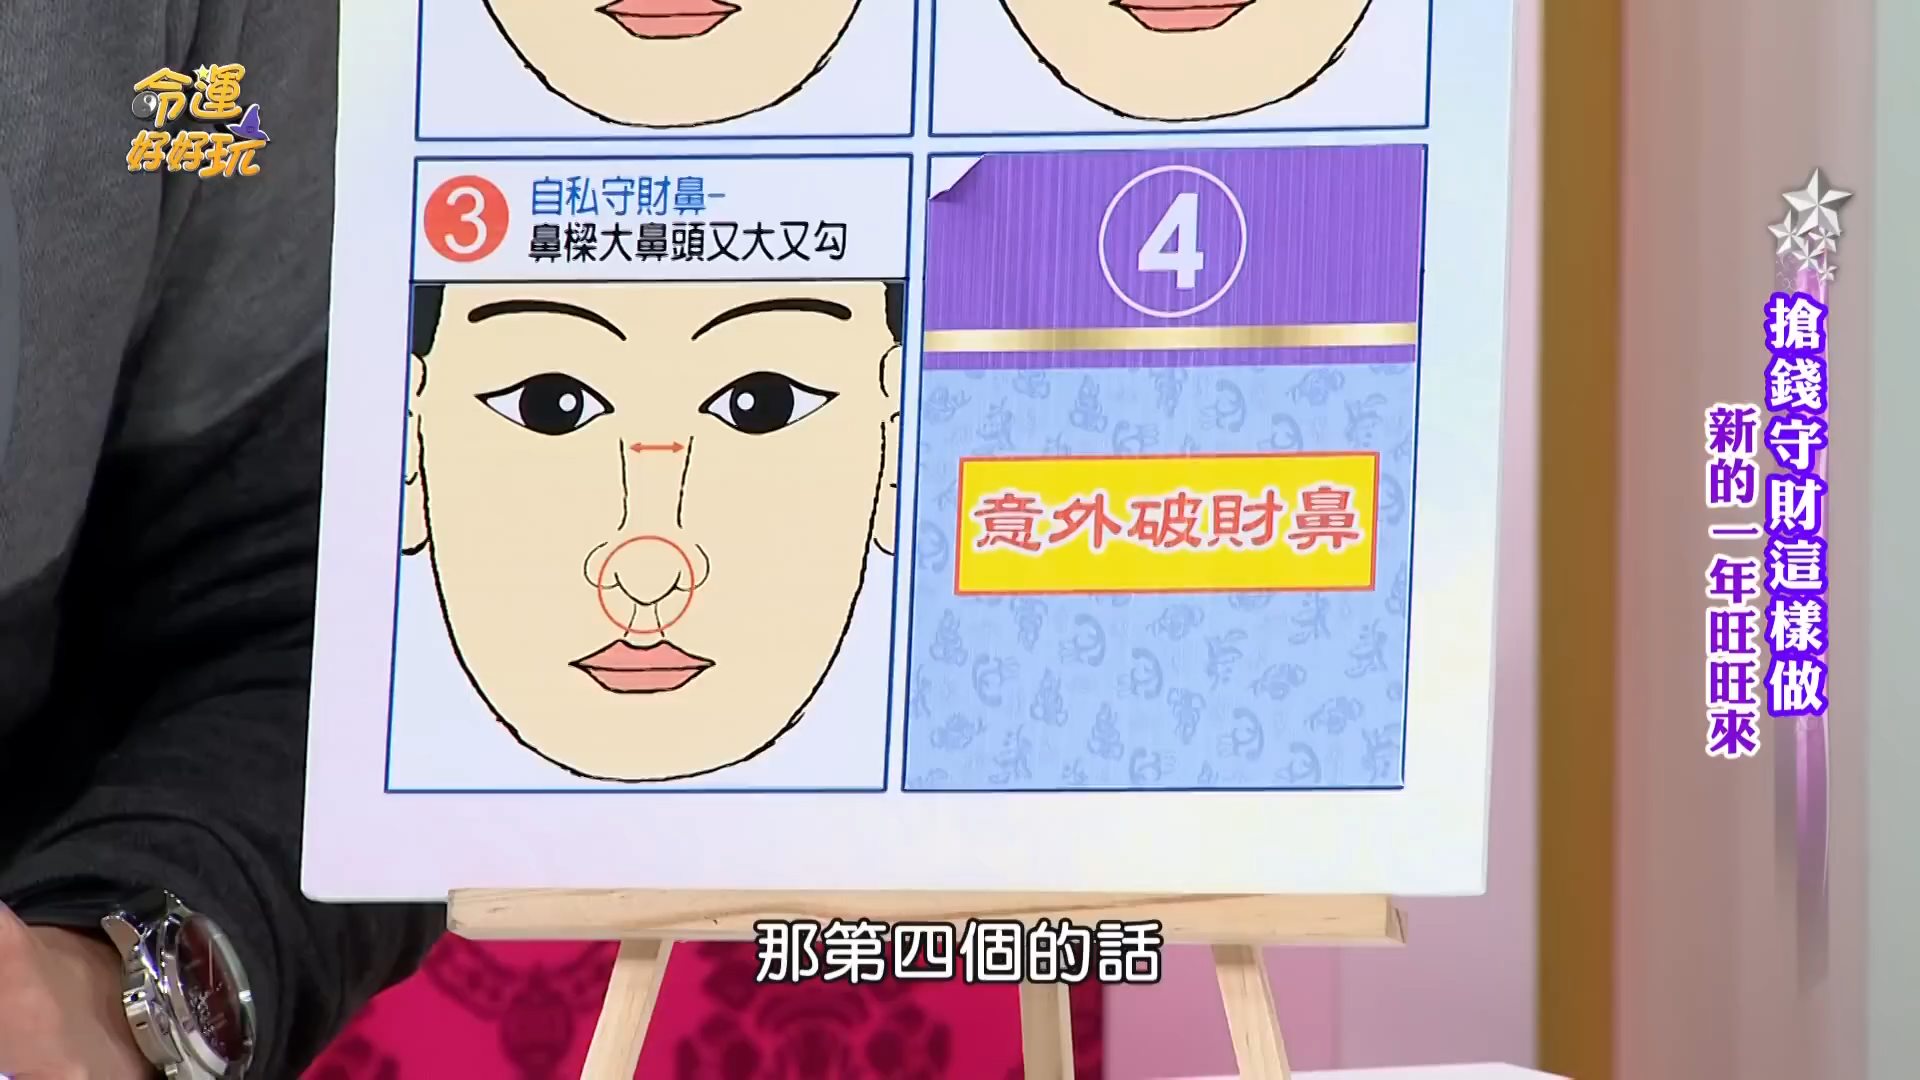 命運
好好玩
3
自私守財鼻-
鼻樑大鼻頭又大又勾
4
意外破財鼻
搶錢守財這樣做
新的一年旺旺來
那第四個的話